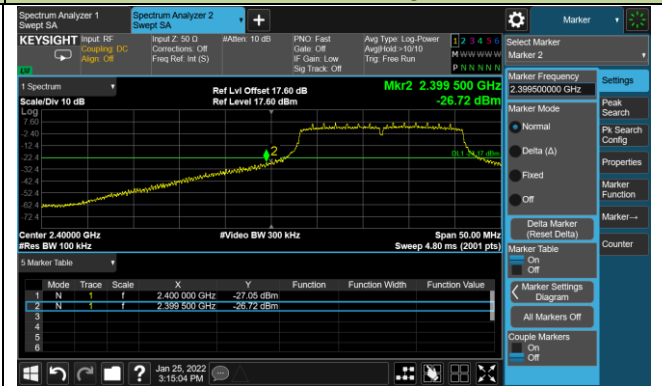 Spectrum Analyzer 1
Swept SA
Spectrum Analyzer 2
Swept SA
+
Marker
KEYSIGHT
Input: RF
Coupling: DC
Align: Off
Input Z: 50 Ω
Corrections: Off
Freq Ref: Int (S)
#Atten: 10 dB
PNO: Fast
Gate: Off
IF Gain: Low
Sig Track: Off
Avg Type: Log-Power
Avg|Hold:>10/10
Trig: Free Run
1 2 3 4 5 6
M W W W W W
P N N N N N
Select Marker
Marker 2
1 Spectrum
Scale/Div 10 dB
Log
Ref Lvl Offset 17.60 dB
Ref Level 17.60 dBm
Mkr2 2.399 500 GHz
-26.72 dBm
7.60
-2.40
-12.4
-22.4
-32.4
-42.4
-52.4
-62.4
-72.4
2
Center 2.40000 GHz
#Res BW 100 kHz
#Video BW 300 kHz
Span 50.00 MHz
Sweep 4.80 ms (2001 pts)
5 Marker Table
Mode Trace Scale X Y Function Function Width Function Value
1 N 1 f 2.400 000 GHz -27.05 dBm
2 N 1 f 2.399 500 GHz -26.72 dBm
3
4
5
6
Marker Frequency
2.399500000 GHz
Marker Mode
Normal
Delta (Δ)
Fixed
Off
Delta Marker
(Reset Delta)
Marker Table
On
Off
Marker Settings
Diagram
All Markers Off
Couple Markers
On
Off
Settings
Peak
Search
Pk Search
Config
Properties
Marker
Function
Marker→
Counter
Jan 25, 2022
3:15:04 PM